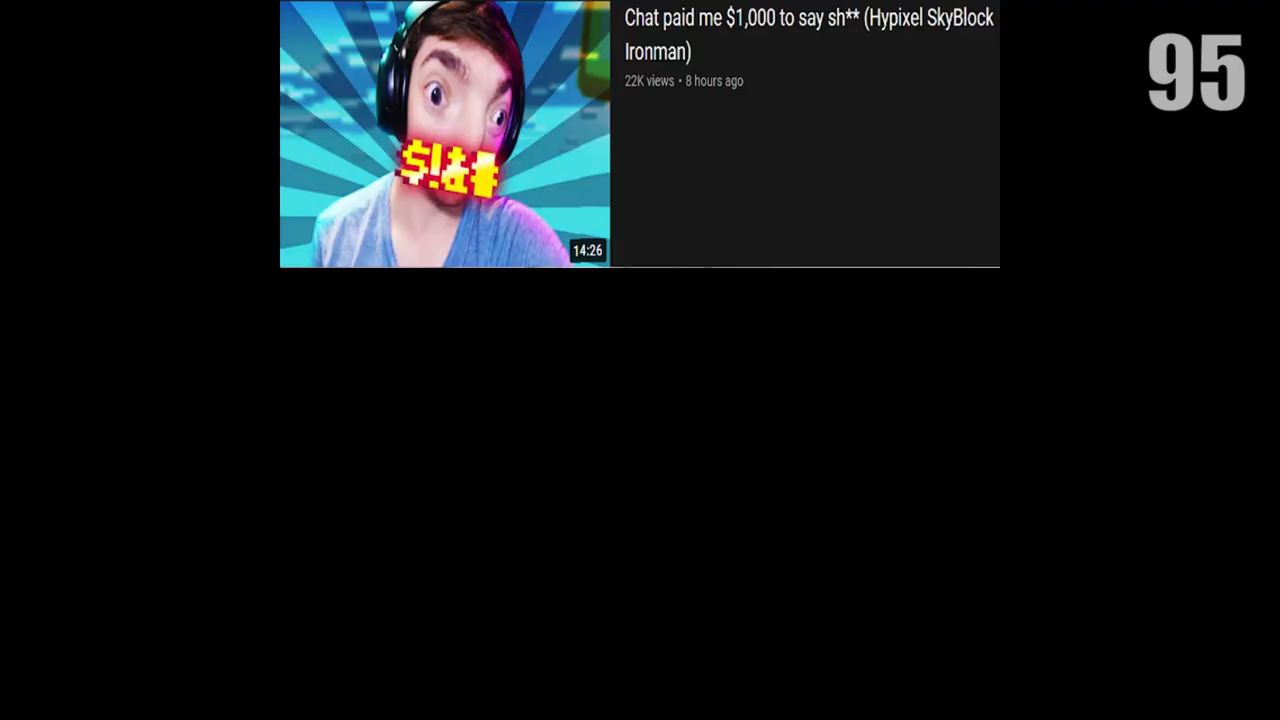 Chat paid me $1,000 to say sh** (Hypixel SkyBlock
Ironman)
22K views • 8 hours ago
95
$!&#
14:26